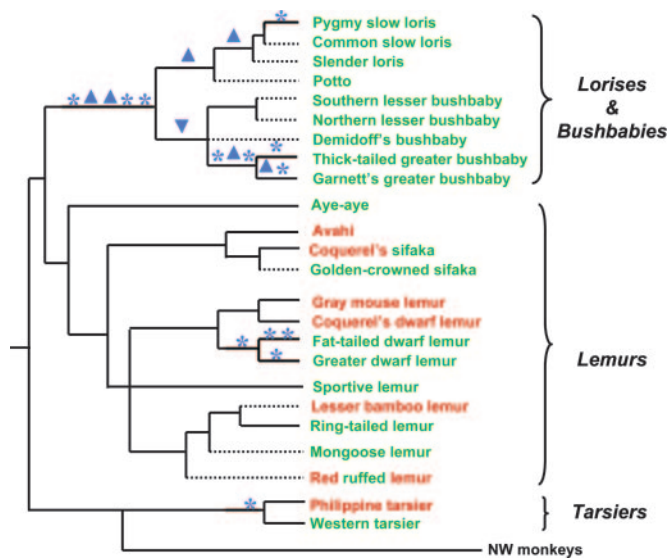 Pygmy slow loris
Common slow loris
Slender loris
Potto
Southern lesser bushbaby
Northern lesser bushbaby
Demidoff's bushbaby
Thick-tailed greater bushbaby
Garnett's greater bushbaby
Lorises
&
Bushbabies
Aye-aye
Avahi
Coquerel's sifaka
Golden-crowned sifaka
Gray mouse lemur
Coquerel's dwarf lemur
Fat-tailed dwarf lemur
Greater dwarf lemur
Sportive lemur
Lesser bamboo lemur
Ring-tailed lemur
Mongoose lemur
Red ruffed lemur
Lemurs
Philippine tarsier
Western tarsier
Tarsiers
NW monkeys